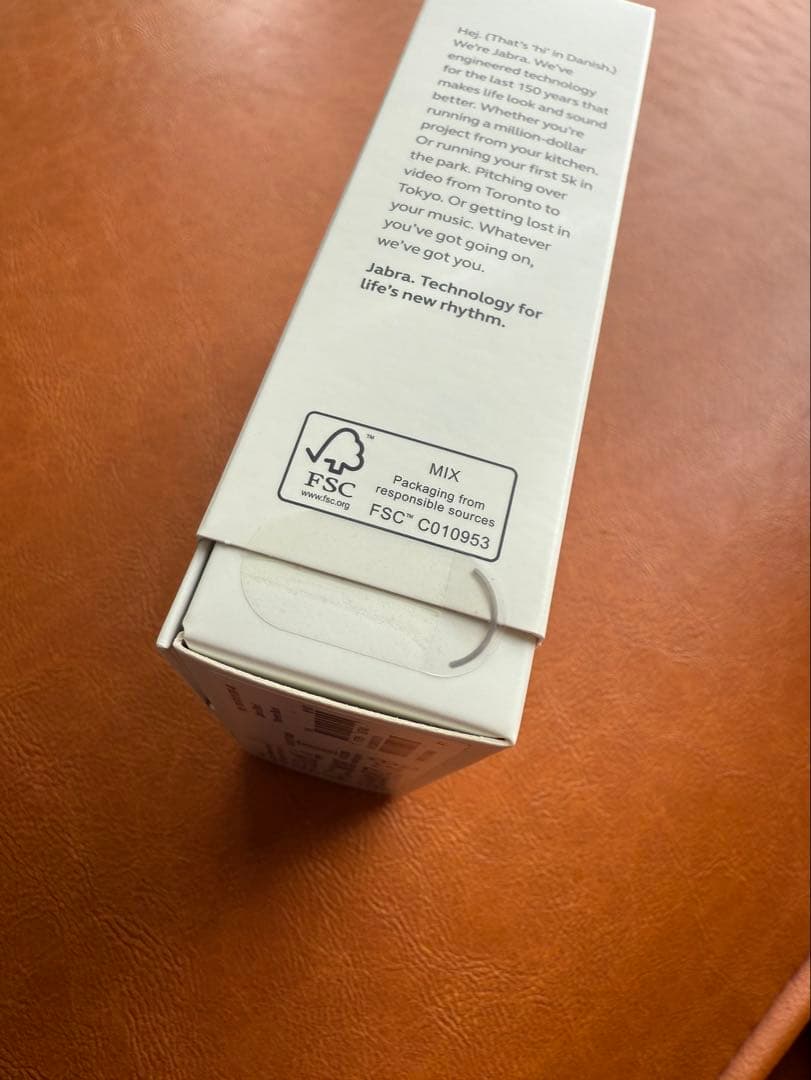 Hej. (That's 'hi' in Danish.)
We're Jabra. We've
engineered technology
for the last 150 years that
makes life look and sound
better. Whether you're
running a million-dollar
project from your kitchen.
Or running your first 5k in
the park. Pitching over
video from Toronto to
Tokyo. Or getting lost in
your music. Whatever
you've got going on,
we've got you.
Jabra. Technology for
life's new rhythm.
FSC
™
www.fsc.org
MIX
Packaging from
responsible sources
FSC™ C010953